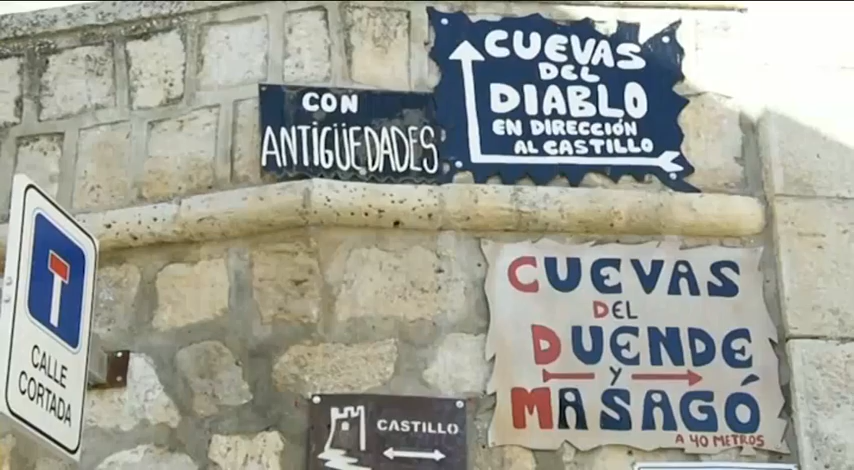 CUEVAS
DEL
DIABLO
EN DIRECCIÓN
AL CASTILLO
CON
ANTIGÜEDADES
CUEVAS
DEL
DUENDE
Y
MASAGÓ
A 40 METROS
CALLE
CORTADA
CASTILLO